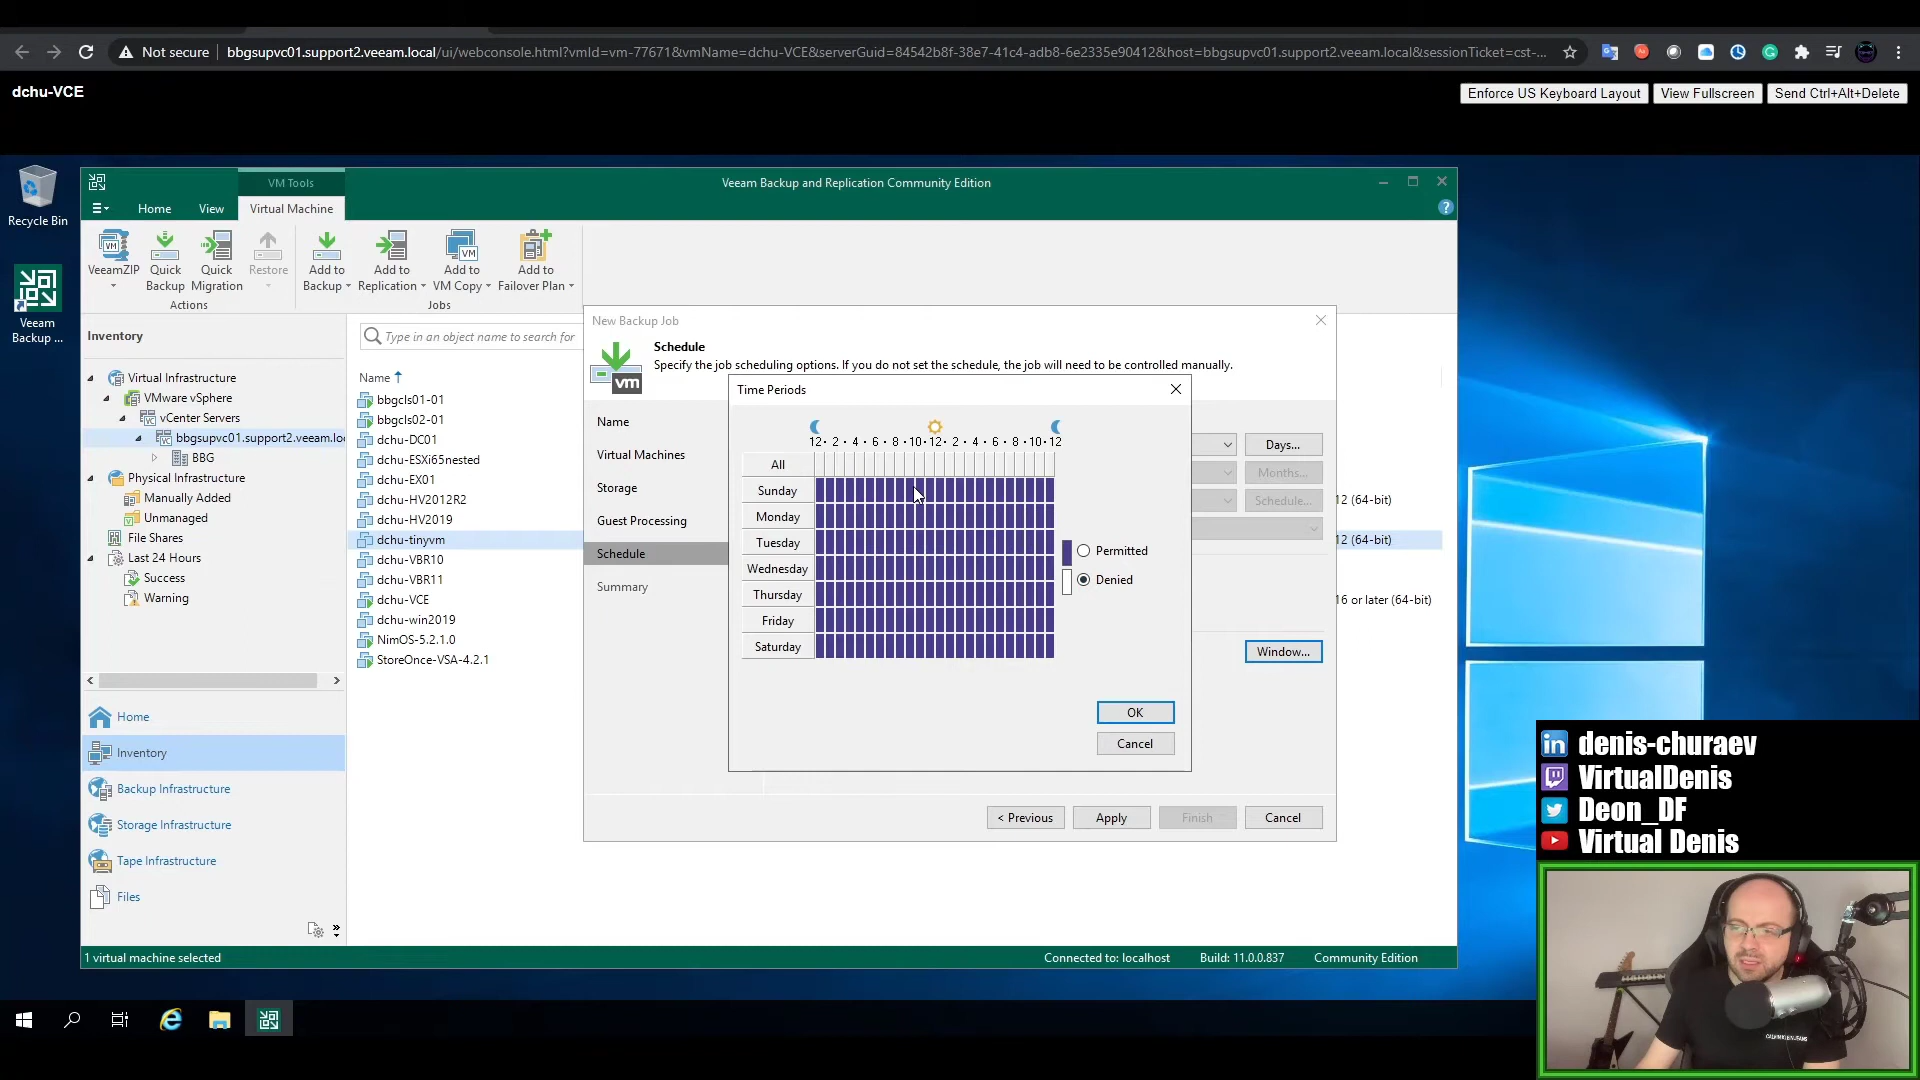 Not secure
bbgsupvc01.support2.veeam.local/ui/webconsole.html?vmId=vm-77671&vmName=dchu-VCE&serverGuid=84542b8f-38e7-41c4-adb8-6e2335e90412&host=bbgsupvc01.support2.veeam.local&sessionTicket=cst-...
dchu-VCE
Enforce US Keyboard Layout
View Fullscreen
Send Ctrl+Alt+Delete
Recycle Bin
Veeam
Backup ...
VM Tools
Veeam Backup and Replication Community Edition
Home
View
Virtual Machine
VeeamZIP
Quick
Backup
Quick
Migration
Restore
Actions
Add to
Backup
Add to
Replication
Add to
VM Copy
Add to
Failover Plan
Jobs
Inventory
Virtual Infrastructure
VMware vSphere
vCenter Servers
bbgsupvc01.support2.veeam.lo
BBG
Physical Infrastructure
Manually Added
Unmanaged
File Shares
Last 24 Hours
Success
Warning
Home
Inventory
Backup Infrastructure
Storage Infrastructure
Tape Infrastructure
Files
Type in an object name to search for
Name
bbgcls01-01
bbgcls02-01
dchu-DC01
dchu-ESXi65nested
dchu-EX01
dchu-HV2012R2
dchu-HV2019
dchu-tinyvm
dchu-VBR10
dchu-VBR11
dchu-VCE
dchu-win2019
NimOS-5.2.1.0
StoreOnce-VSA-4.2.1
12 (64-bit)
12 (64-bit)
16 or later (64-bit)
New Backup Job
Schedule
Specify the job scheduling options. If you do not set the schedule, the job will need to be controlled manually.
Name
Virtual Machines
Storage
Guest Processing
Schedule
Summary
Days...
Months...
Schedule...
Window...
Time Periods
12 · 2 · 4 · 6 · 8 · 10 · 12 · 2 · 4 · 6 · 8 · 10 · 12
All
Sunday
Monday
Tuesday
Wednesday
Thursday
Friday
Saturday
Permitted
Denied
OK
Cancel
< Previous
Apply
Finish
Cancel
1 virtual machine selected
Connected to: localhost
Build: 11.0.0.837
Community Edition
in denis-churaev
VirtualDenis
Deon_DF
Virtual Denis